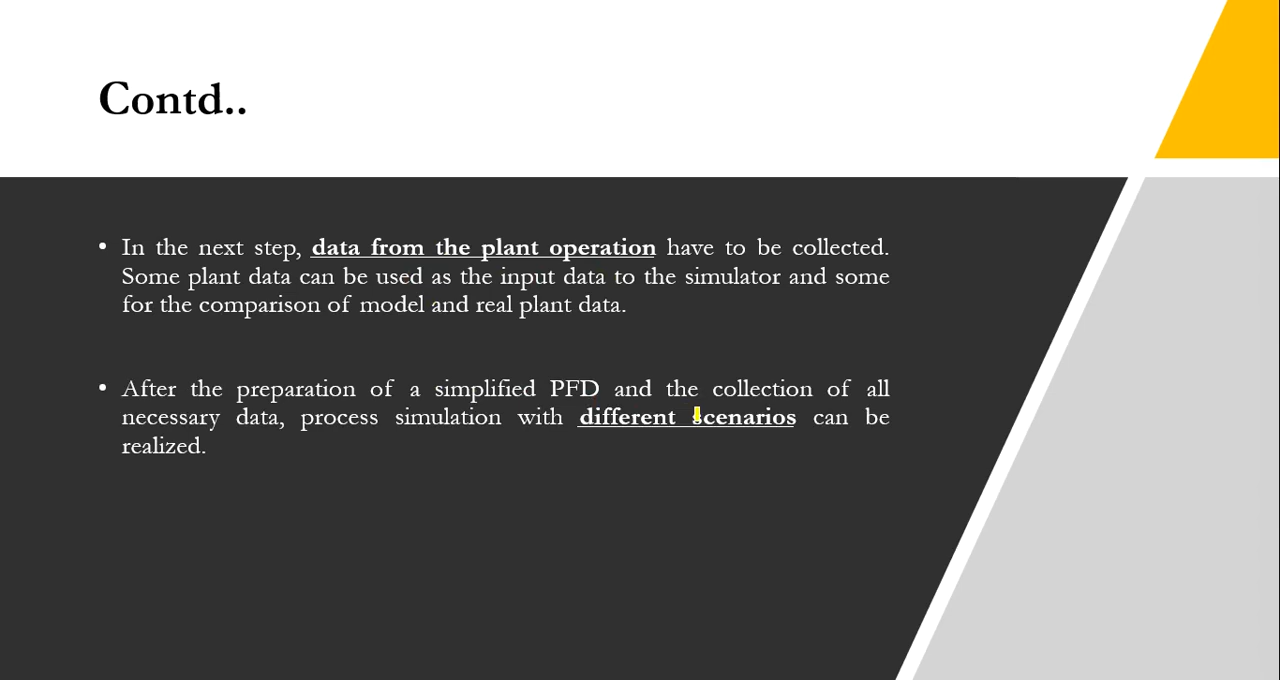 Contd..
• In the next step, data from the plant operation have to be collected.
Some plant data can be used as the input data to the simulator and some
for the comparison of model and real plant data.
• After the preparation of a simplified PFD and the collection of all
necessary data, process simulation with different scenarios can be
realized.